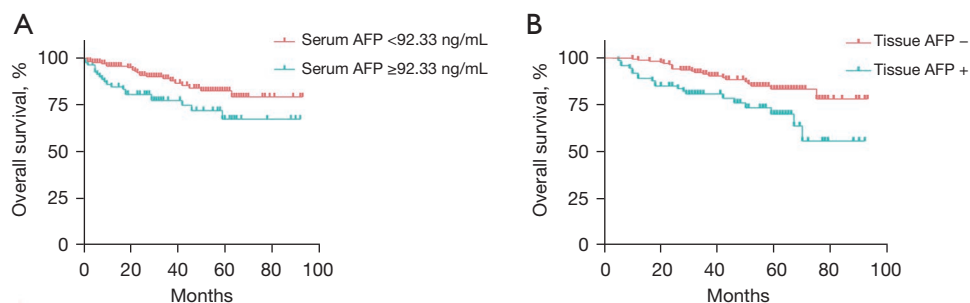 A
Serum AFP <92.33 ng/mL
Serum AFP ≥92.33 ng/mL
Overall survival, %
100
75
50
25
0
0 20 40 60 80 100
Months
B
Tissue AFP –
Tissue AFP +
Overall survival, %
100
75
50
25
0
0 20 40 60 80 100
Months